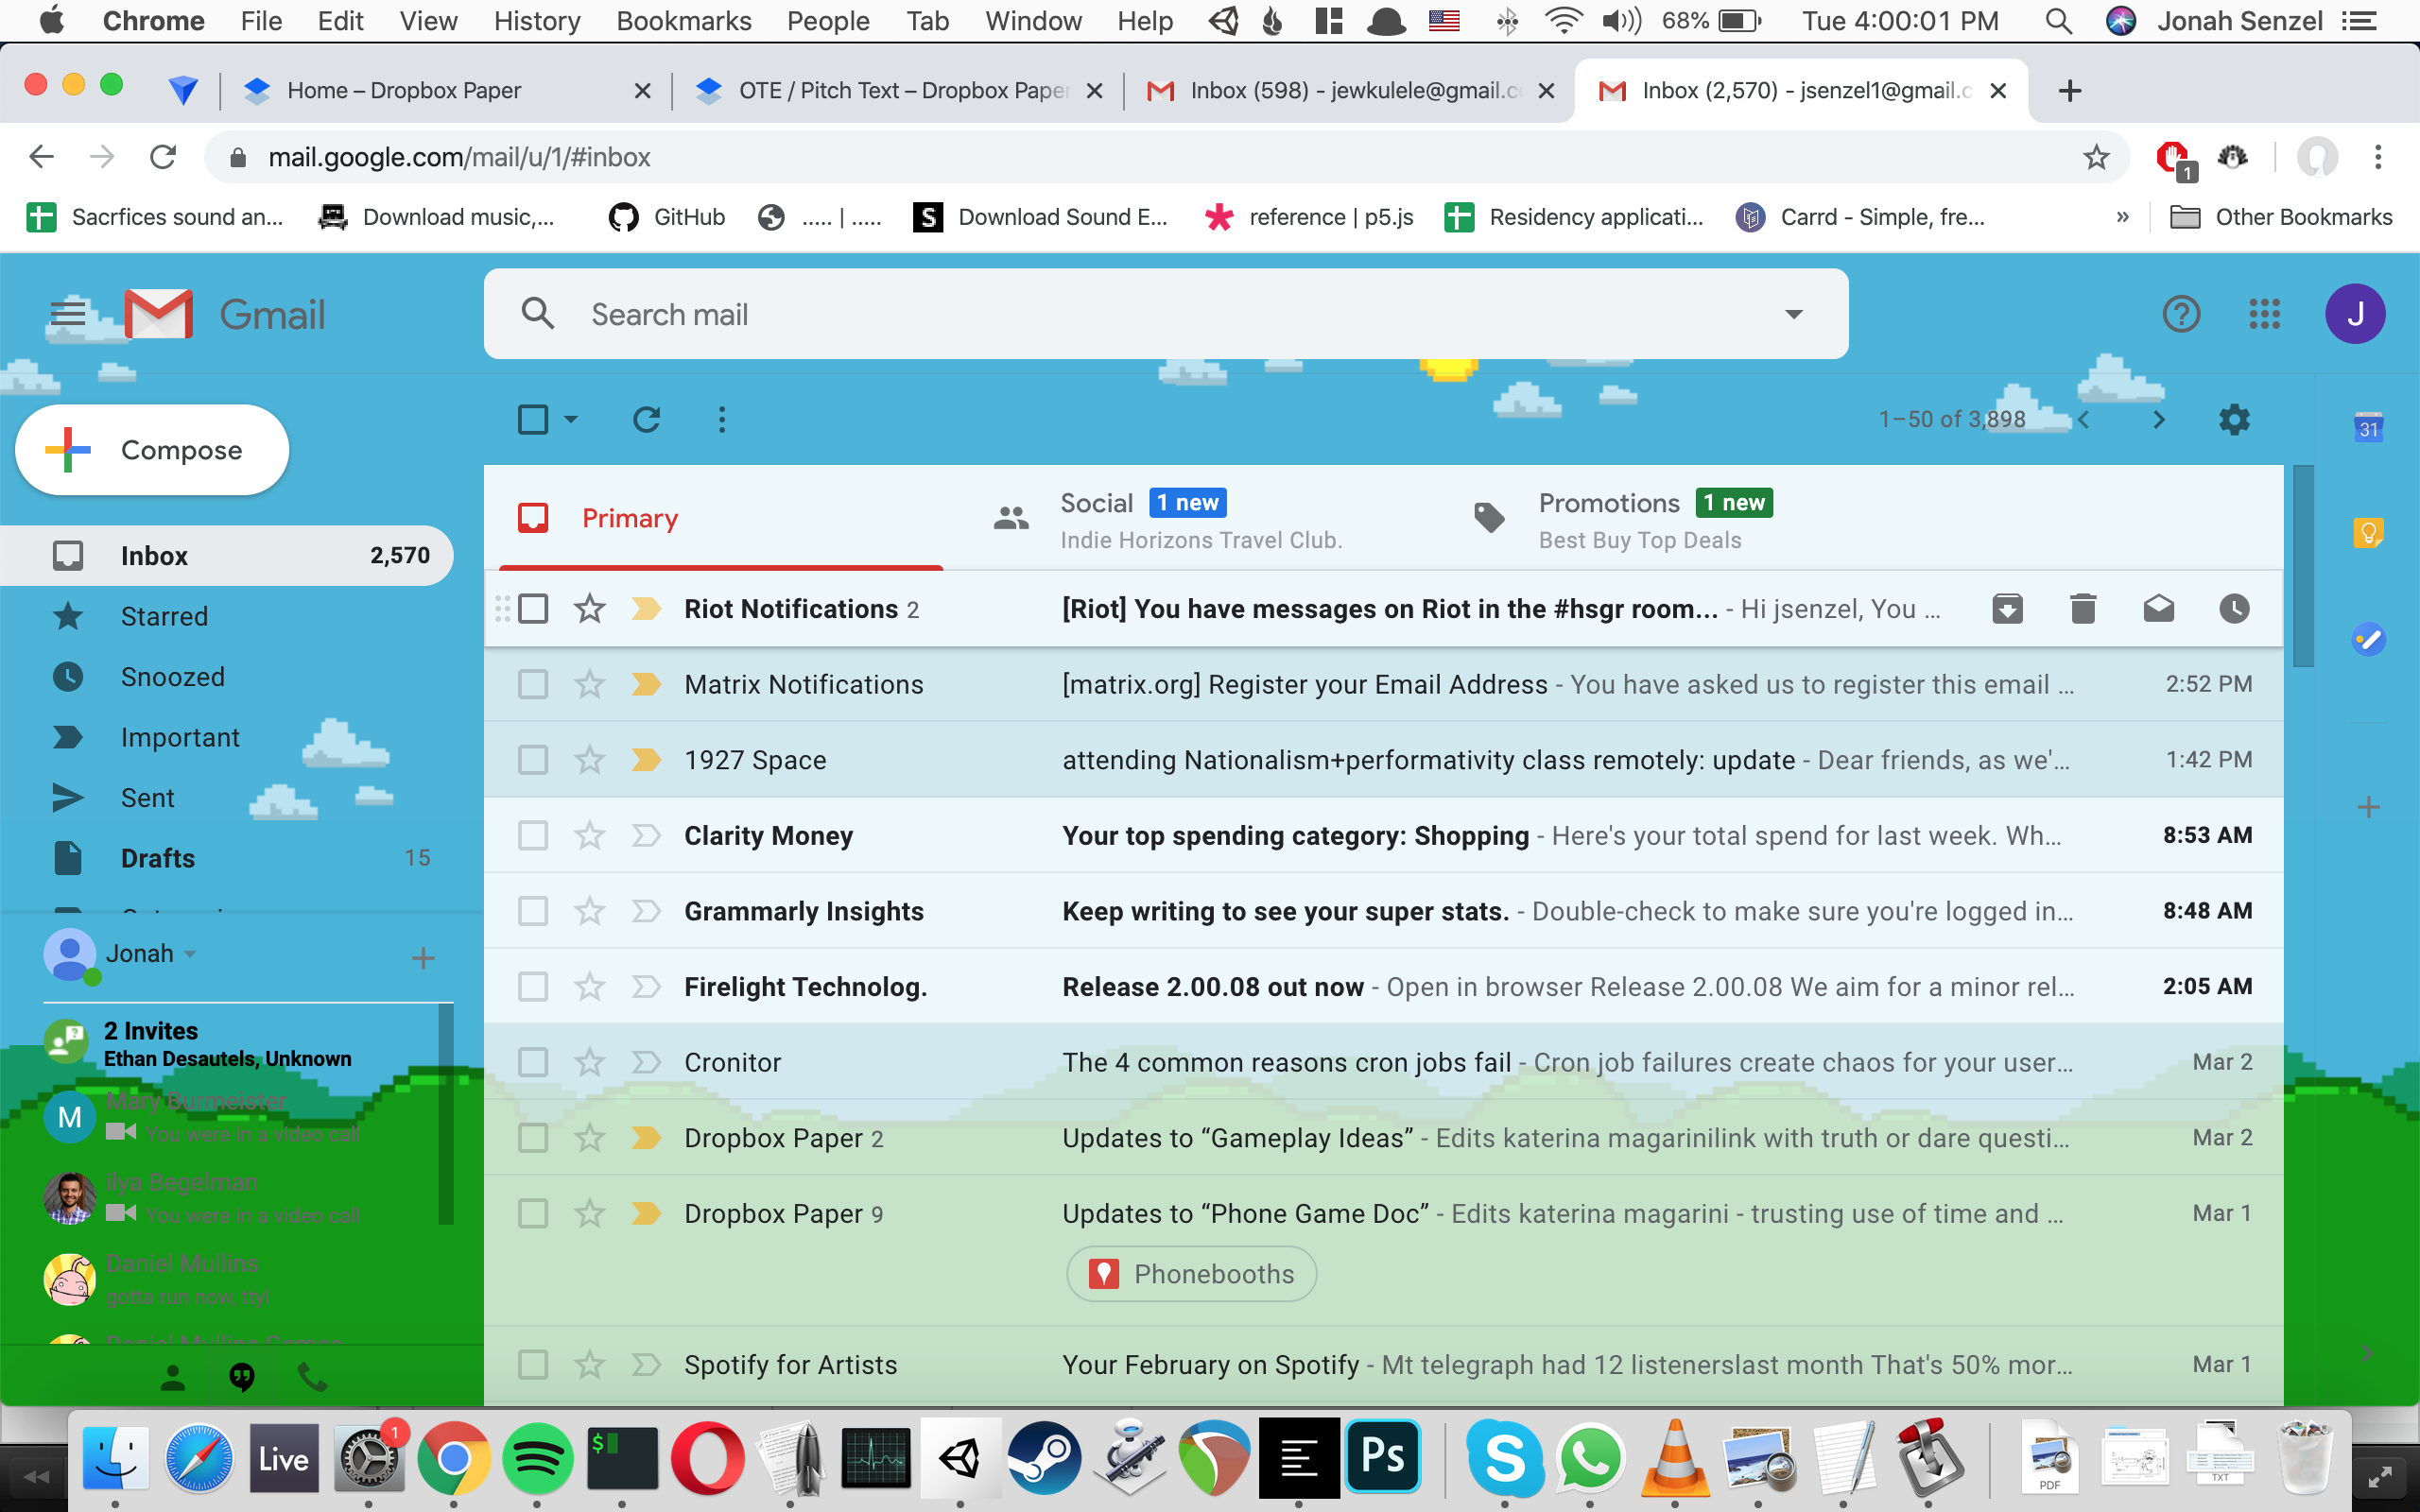 Chrome File Edit View History Bookmarks People Tab Window Help 68% Tue 4:00:01 PM Jonah Senzel
Home – Dropbox Paper
OTE / Pitch Text – Dropbox Paper
Inbox (598) - jewkulele@gmail.c
Inbox (2,570) - jsenzel1@gmail.c
mail.google.com/mail/u/1/#inbox
1
Sacrfices sound an... Download music,... GitHub ..... | ..... Download Sound E... reference | p5.js Residency applicati... Carrd - Simple, fre... » Other Bookmarks
Gmail
Search mail
J
Compose
1–50 of 3,898
31
Primary
Social 1 new
Indie Horizons Travel Club.
Promotions 1 new
Best Buy Top Deals
Inbox 2,570
Starred
Snoozed
Important
Sent
Drafts 15
Riot Notifications 2 [Riot] You have messages on Riot in the #hsgr room... - Hi jsenzel, You ...
Matrix Notifications [matrix.org] Register your Email Address - You have asked us to register this email ... 2:52 PM
1927 Space attending Nationalism+performativity class remotely: update - Dear friends, as we'... 1:42 PM
Clarity Money Your top spending category: Shopping - Here's your total spend for last week. Wh... 8:53 AM
Grammarly Insights Keep writing to see your super stats. - Double-check to make sure you're logged in... 8:48 AM
Firelight Technolog. Release 2.00.08 out now - Open in browser Release 2.00.08 We aim for a minor rel... 2:05 AM
Cronitor The 4 common reasons cron jobs fail - Cron job failures create chaos for your user... Mar 2
Dropbox Paper 2 Updates to “Gameplay Ideas” - Edits katerina magarinilink with truth or dare questi... Mar 2
Dropbox Paper 9 Updates to “Phone Game Doc” - Edits katerina magarini - trusting use of time and ... Mar 1
Phonebooths
Spotify for Artists Your February on Spotify - Mt telegraph had 12 listenerslast month That's 50% mor... Mar 1
Jonah
2 Invites
Ethan Desautels, Unknown
M
Mary Burmeister
You were in a video call
Ilya Begelman
You were in a video call
Daniel Mullins
gotta run now, ttyl
Daniel Mullins Games
Live
1
$
Ps
S
PDF
TXT